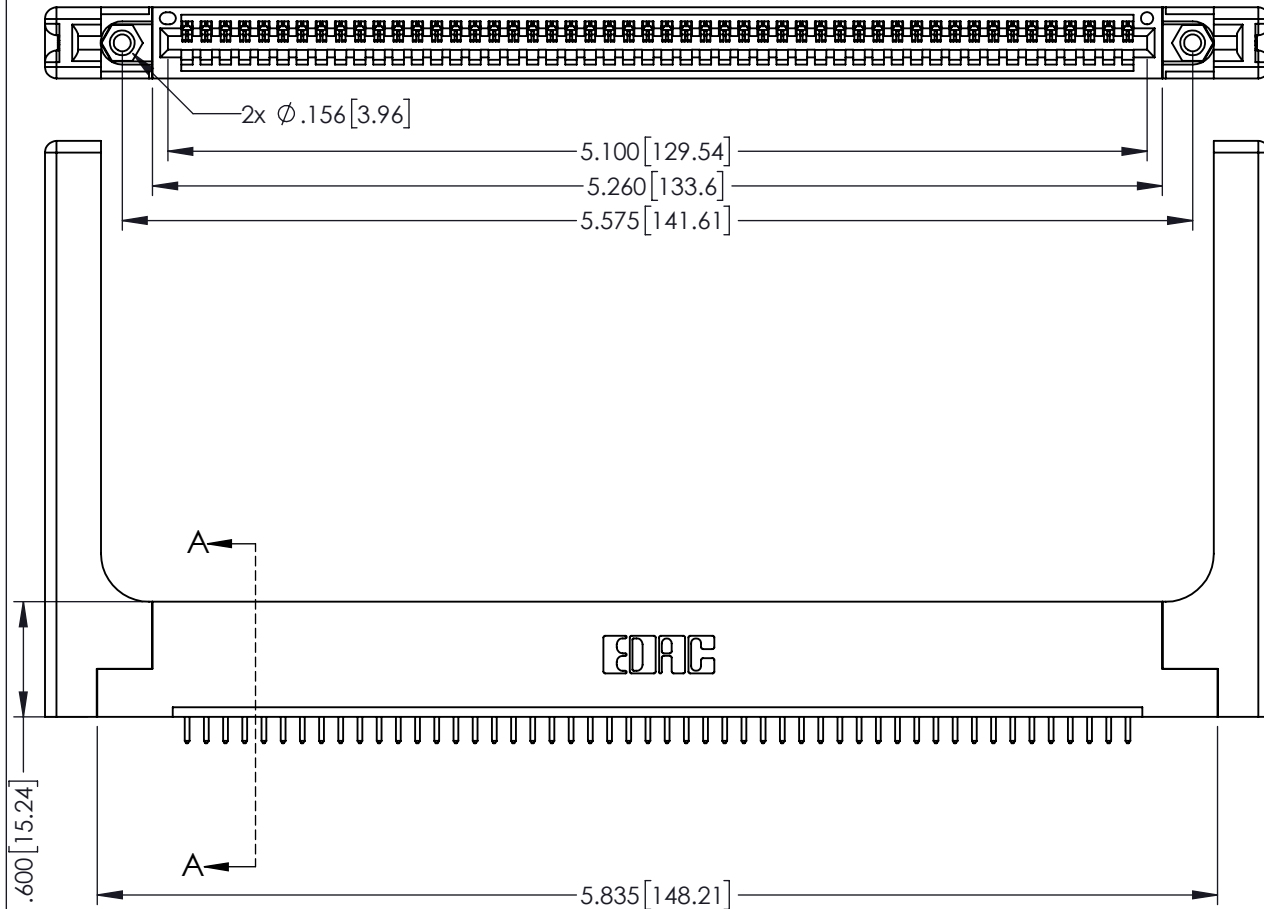 2x ∅.156[3.96]
5.100[129.54]
5.260[133.6]
5.575[141.61]
A
EDAC
A
.600[15.24]
5.835[148.21]